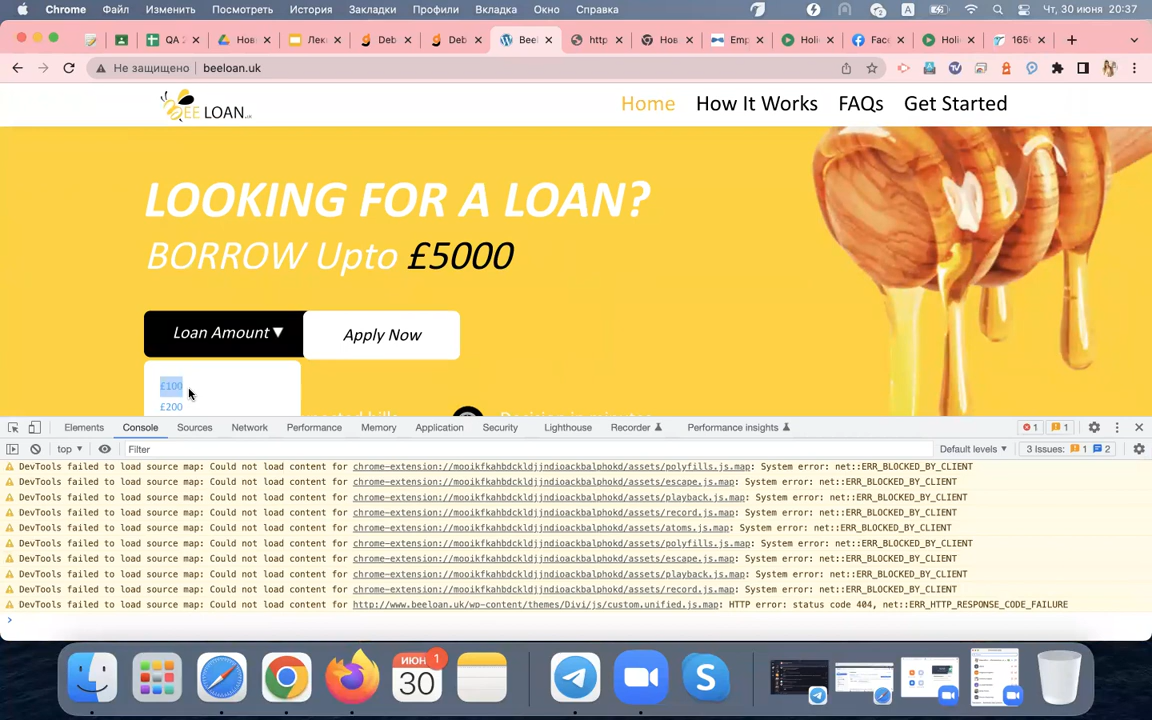 Chrome Файл Изменить Посмотреть История Закладки Профили Вкладка Окно Справка A Чт, 30 июня 20:37
QA 2 Нов Лек Deb Deb Beel http Нов Emp Holi Face Holi 165
Не защищено beeloan.uk
BEE LOAN.UK
Home How It Works FAQs Get Started
LOOKING FOR A LOAN?
BORROW Upto £5000
Loan Amount ▼ Apply Now
£100
£200
Elements Console Sources Network Performance Memory Application Security Lighthouse Recorder Performance insights 1 1
top Filter Default levels 3 Issues: 1 2
DevTools failed to load source map: Could not load content for chrome-extension://mooikfkahbdckldjjndioackbalphokd/assets/polyfills.js.map: System error: net::ERR_BLOCKED_BY_CLIENT
DevTools failed to load source map: Could not load content for chrome-extension://mooikfkahbdckldjjndioackbalphokd/assets/escape.js.map: System error: net::ERR_BLOCKED_BY_CLIENT
DevTools failed to load source map: Could not load content for chrome-extension://mooikfkahbdckldjjndioackbalphokd/assets/playback.js.map: System error: net::ERR_BLOCKED_BY_CLIENT
DevTools failed to load source map: Could not load content for chrome-extension://mooikfkahbdckldjjndioackbalphokd/assets/record.js.map: System error: net::ERR_BLOCKED_BY_CLIENT
DevTools failed to load source map: Could not load content for chrome-extension://mooikfkahbdckldjjndioackbalphokd/assets/atoms.js.map: System error: net::ERR_BLOCKED_BY_CLIENT
DevTools failed to load source map: Could not load content for chrome-extension://mooikfkahbdckldjjndioackbalphokd/assets/polyfills.js.map: System error: net::ERR_BLOCKED_BY_CLIENT
DevTools failed to load source map: Could not load content for chrome-extension://mooikfkahbdckldjjndioackbalphokd/assets/escape.js.map: System error: net::ERR_BLOCKED_BY_CLIENT
DevTools failed to load source map: Could not load content for chrome-extension://mooikfkahbdckldjjndioackbalphokd/assets/playback.js.map: System error: net::ERR_BLOCKED_BY_CLIENT
DevTools failed to load source map: Could not load content for chrome-extension://mooikfkahbdckldjjndioackbalphokd/assets/record.js.map: System error: net::ERR_BLOCKED_BY_CLIENT
DevTools failed to load source map: Could not load content for http://www.beeloan.uk/wp-content/themes/Divi/js/custom.unified.js.map: HTTP error: status code 404, net::ERR_HTTP_RESPONSE_CODE_FAILURE
ИЮН 1
30